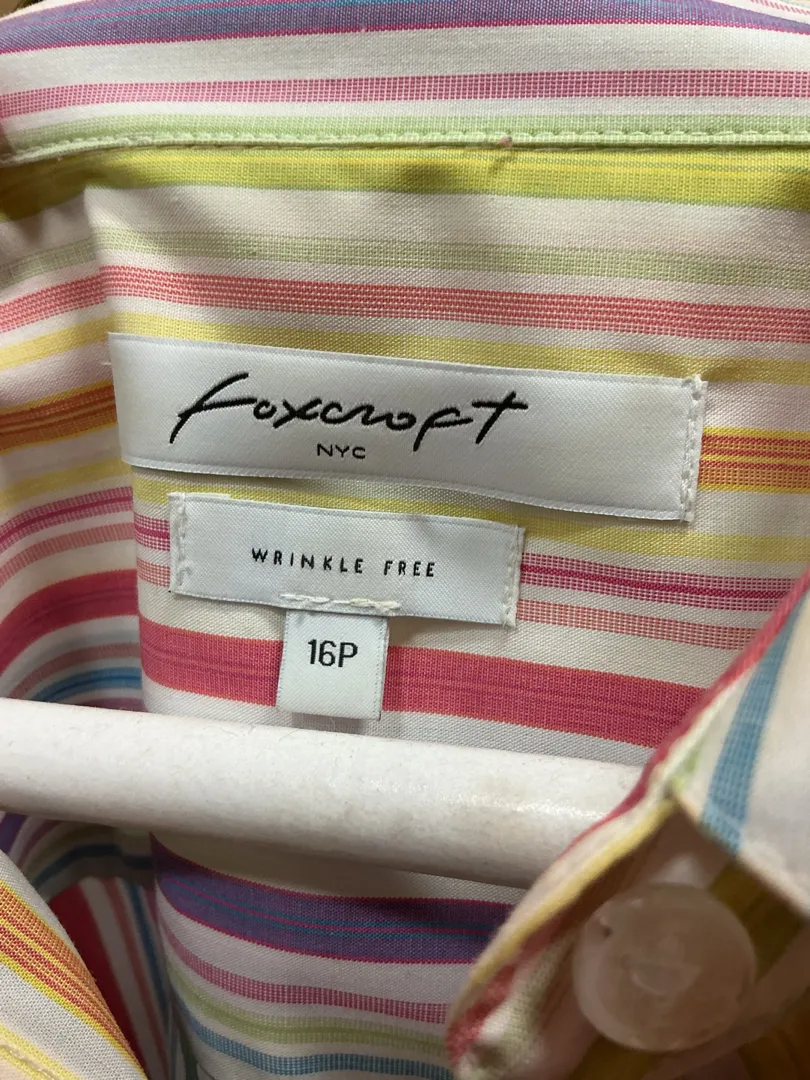 Foxcroft
NYC
WRINKLE FREE
16P